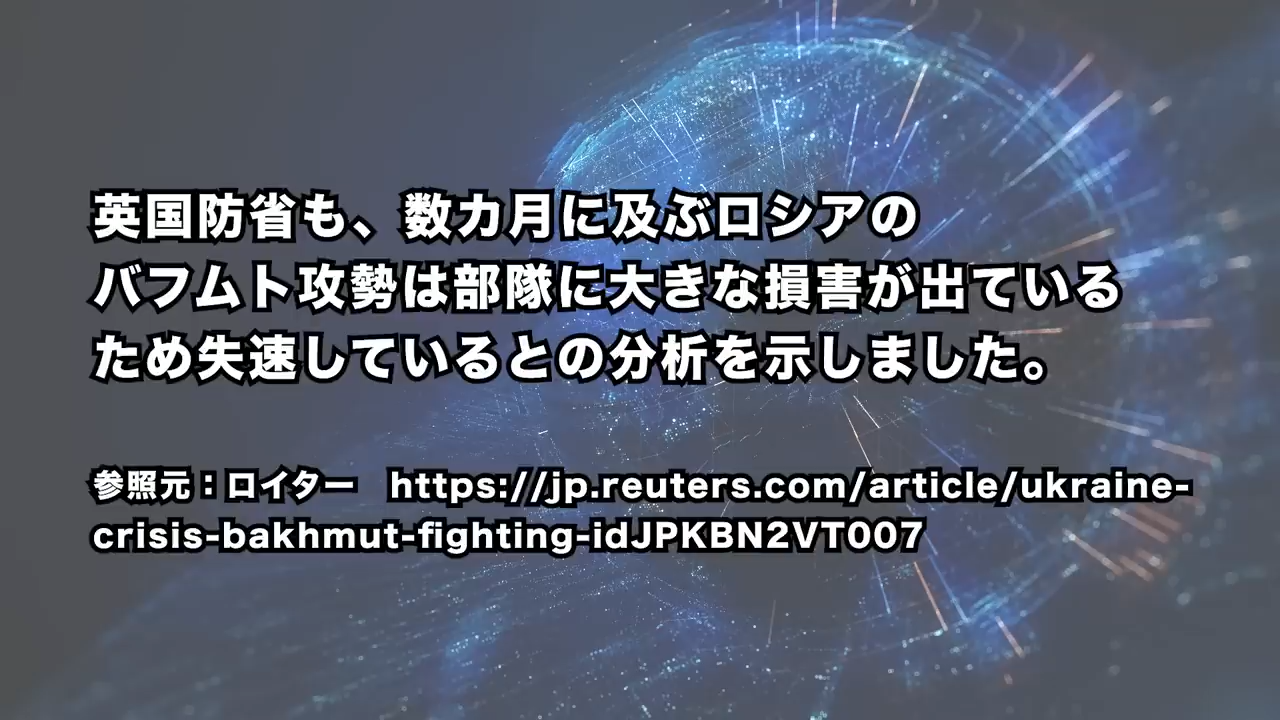 英国防省も、数カ月に及ぶロシアの
バフムト攻勢は部隊に大きな損害が出ている
ため失速しているとの分析を示しました。
参照元：ロイター　https://jp.reuters.com/article/ukraine-
crisis-bakhmut-fighting-idJPKBN2VT007